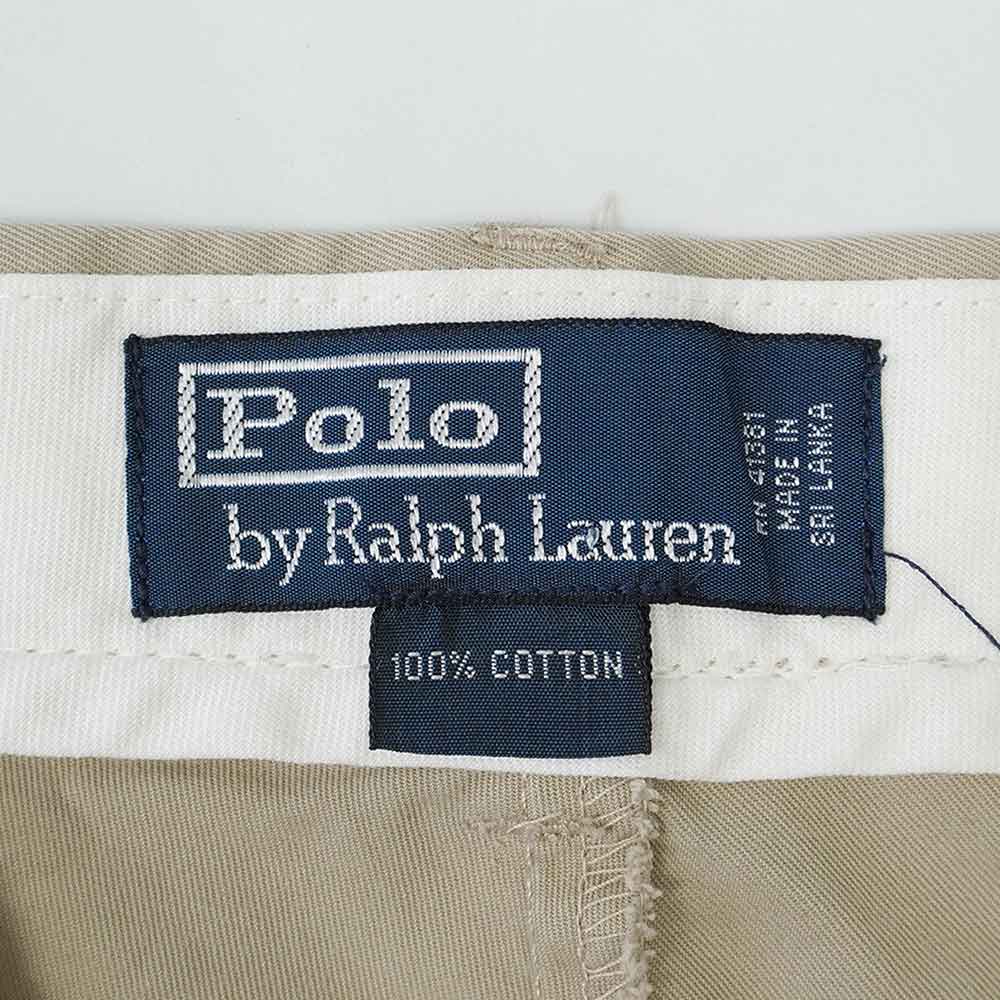 Polo
by Ralph Lauren
RN 41381
MADE IN
SRI LANKA
100% COTTON